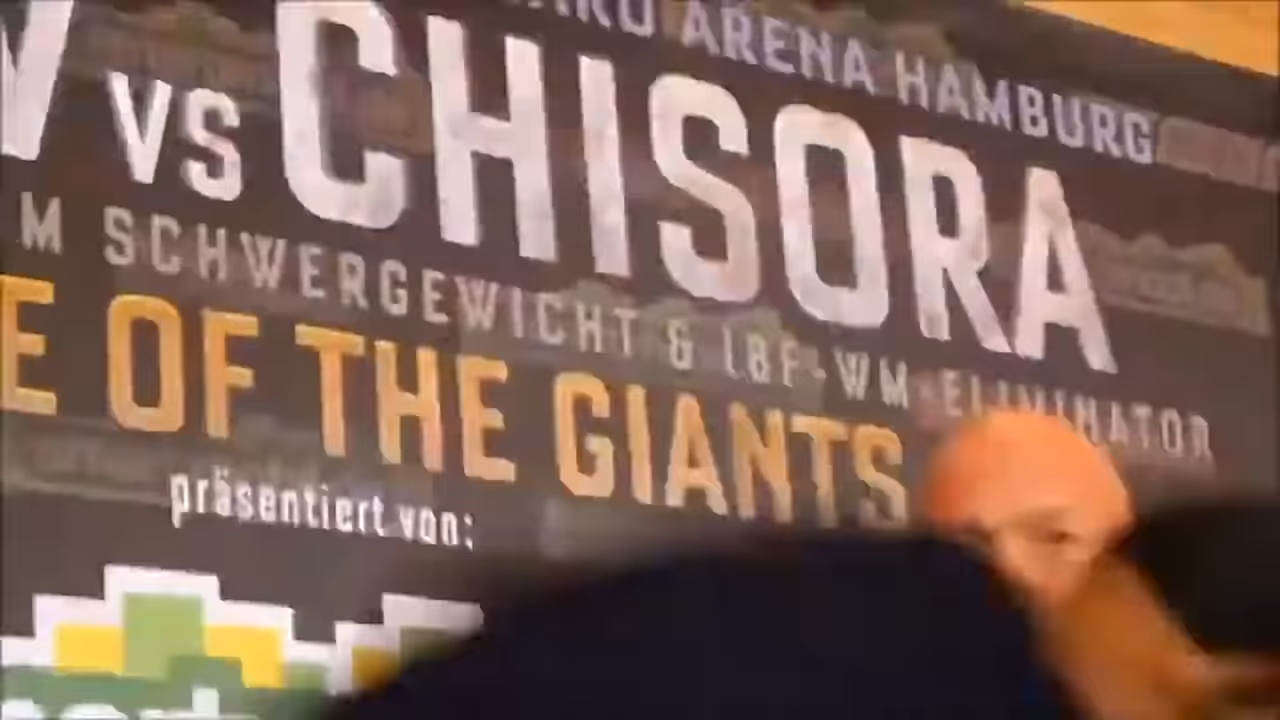 ARENA HAMBURG
VS CHISORA
M SCHWERGEWICHT & IBF-WM-ELIMINATOR
E OF THE GIANTS
präsentiert von: